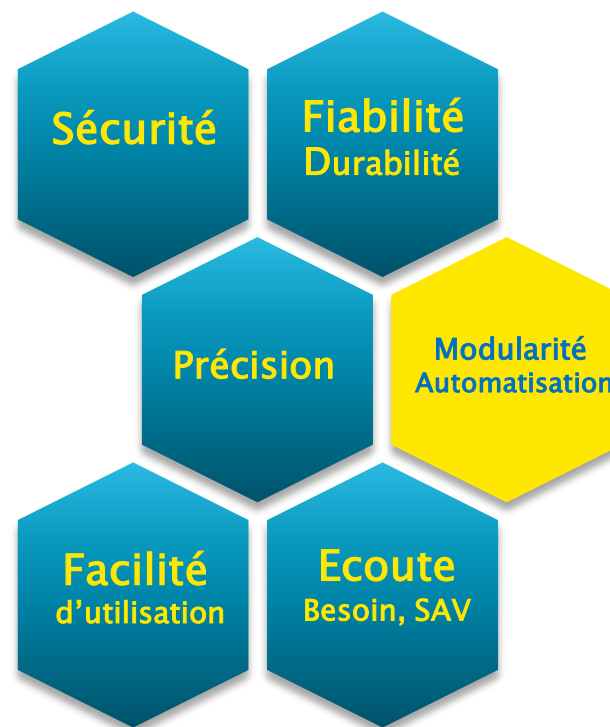 Sécurité
Fiabilité
Durabilité
Précision
Modularité
Automatisation
Facilité
d’utilisation
Ecoute
Besoin, SAV